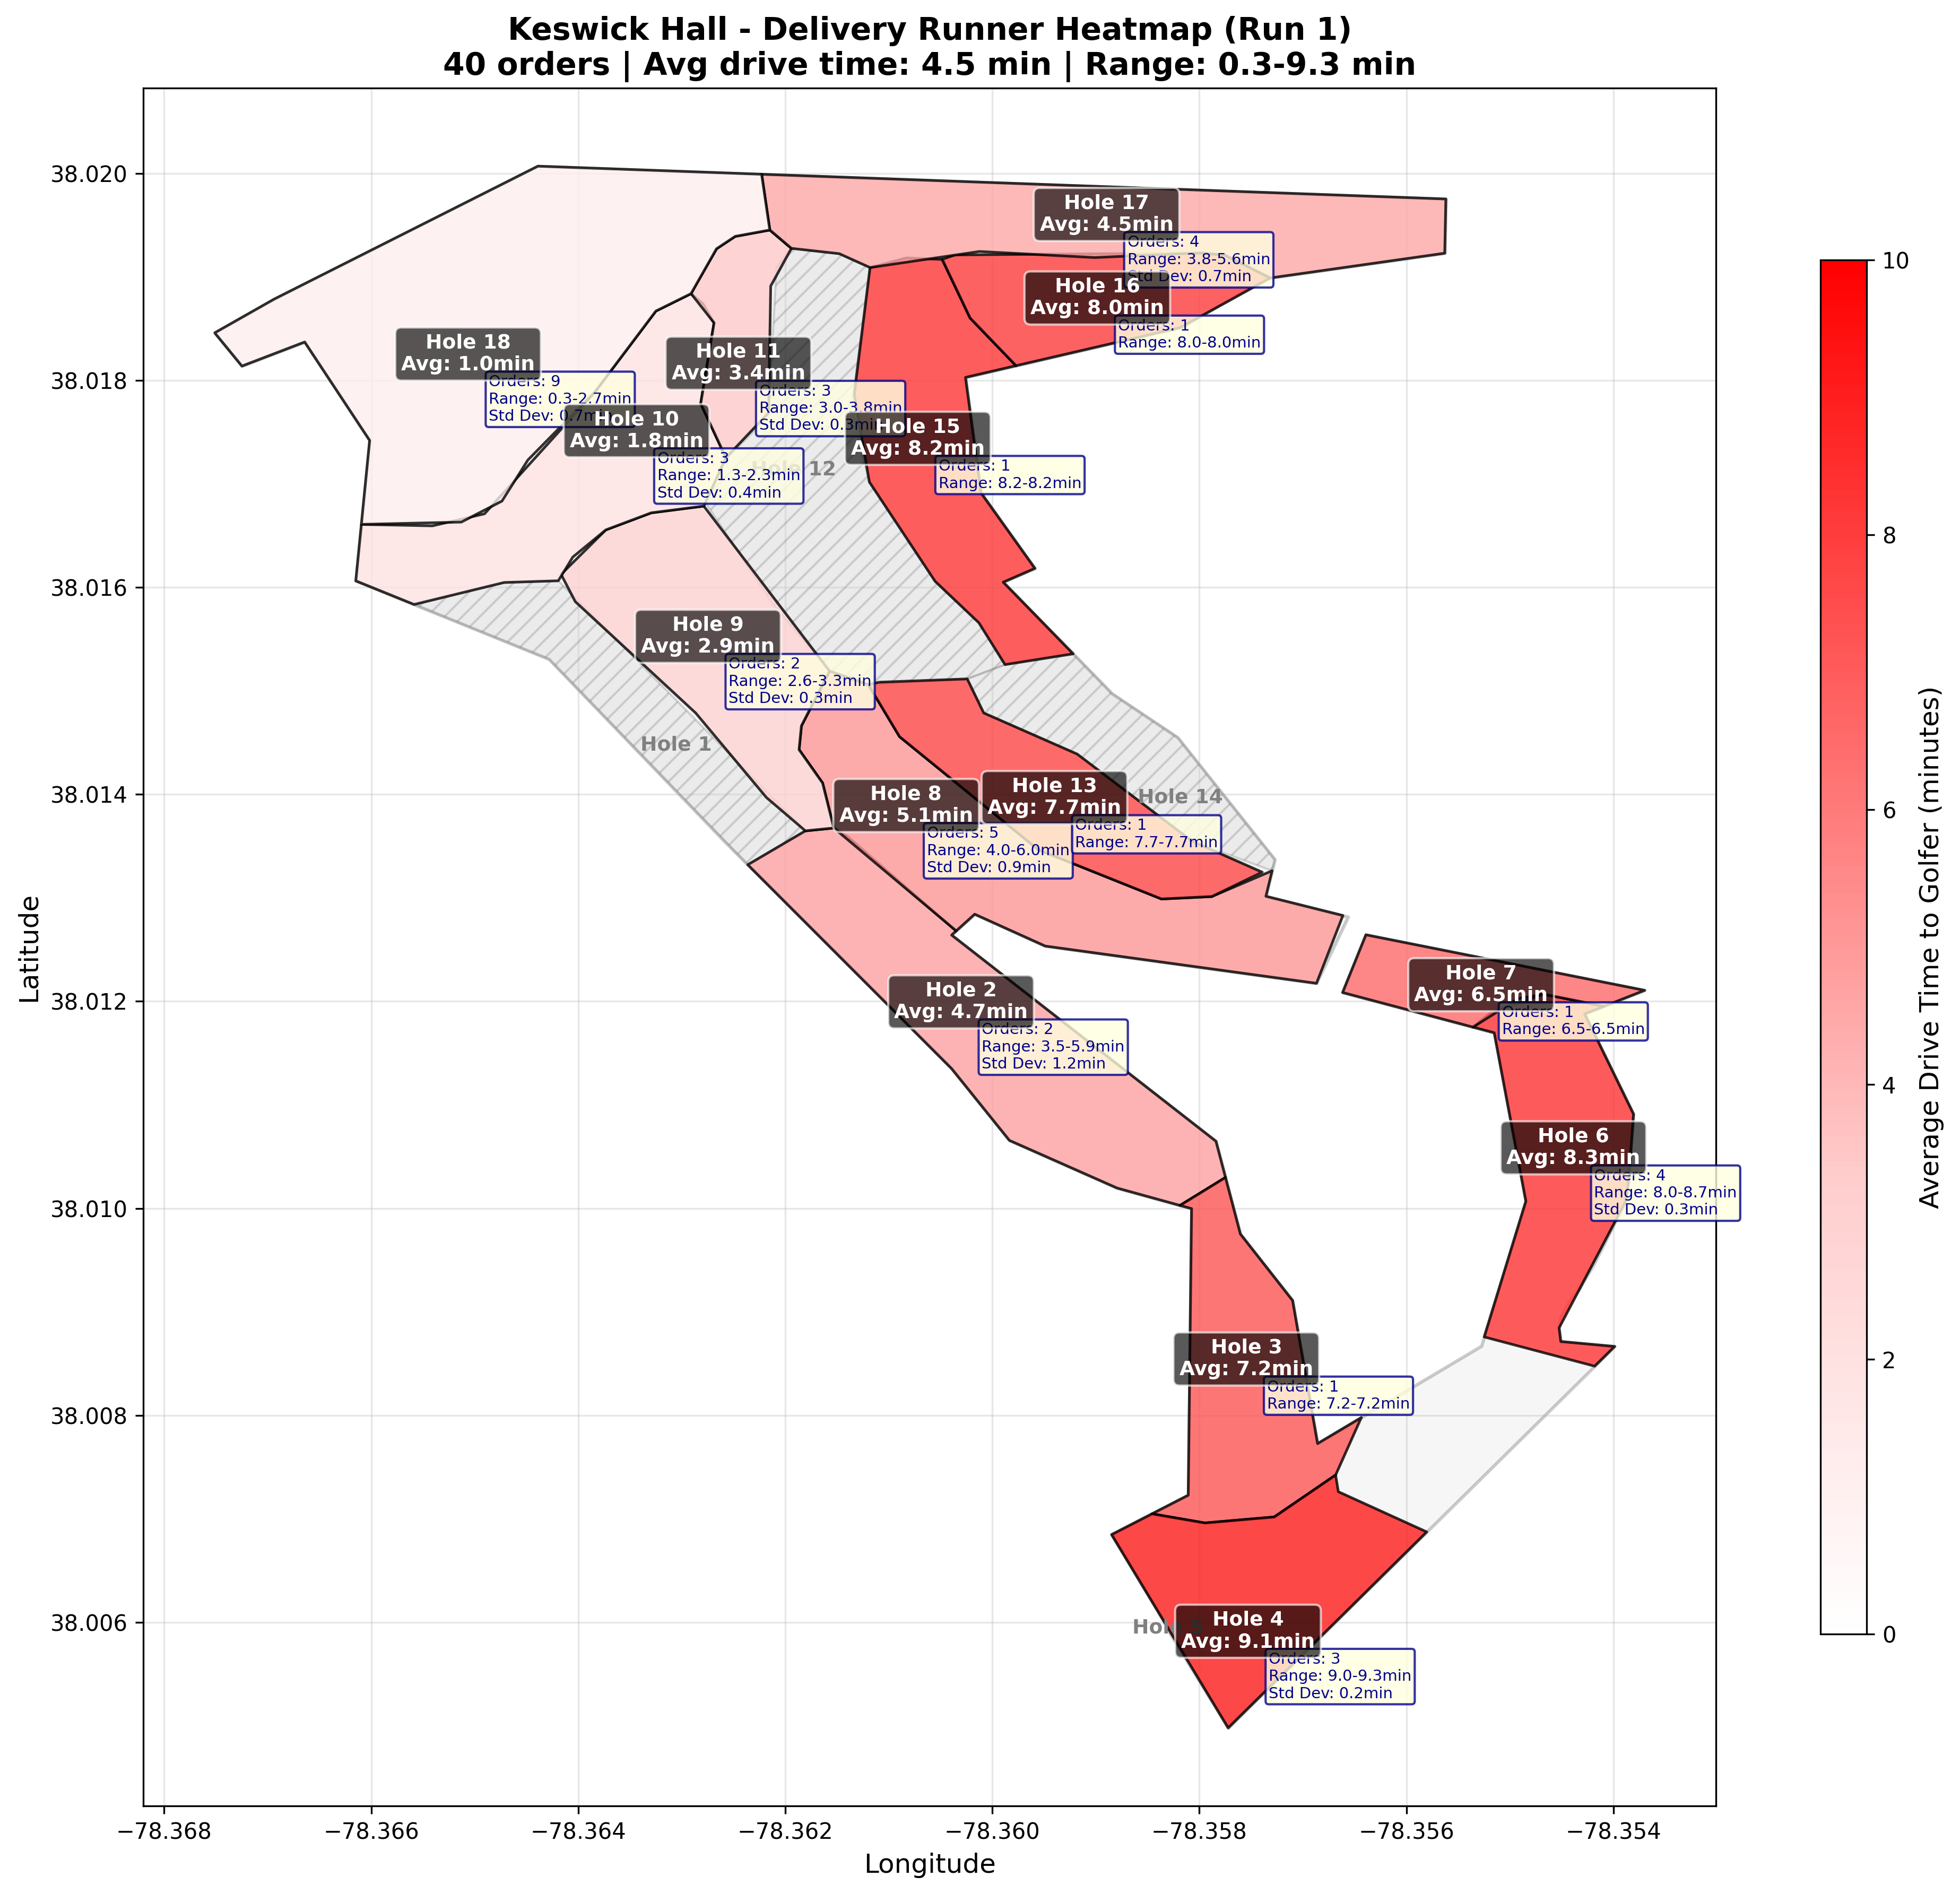 Keswick Hall - Delivery Runner Heatmap (Run 1)
40 orders | Avg drive time: 4.5 min | Range: 0.3-9.3 min
Hole 17
Avg: 4.5min
Orders: 4
Range: 3.8-5.6min
Std Dev: 0.7min
Hole 16
Avg: 8.0min
Orders: 1
Range: 8.0-8.0min
Hole 18
Avg: 1.0min
Orders: 9
Range: 0.3-2.7min
Std Dev: 0.7min
Hole 11
Avg: 3.4min
Orders: 3
Range: 3.0-3.8min
Std Dev: 0.3min
Hole 10
Avg: 1.8min
Orders: 3
Range: 1.3-2.3min
Std Dev: 0.4min
Hole 15
Avg: 8.2min
Orders: 1
Range: 8.2-8.2min
Hole 12
Hole 9
Avg: 2.9min
Orders: 2
Range: 2.6-3.3min
Std Dev: 0.3min
Hole 1
Hole 8
Avg: 5.1min
Orders: 5
Range: 4.0-6.0min
Std Dev: 0.9min
Hole 13
Avg: 7.7min
Orders: 1
Range: 7.7-7.7min
Hole 14
Hole 2
Avg: 4.7min
Orders: 2
Range: 3.5-5.9min
Std Dev: 1.2min
Hole 7
Avg: 6.5min
Orders: 1
Range: 6.5-6.5min
Hole 6
Avg: 8.3min
Orders: 4
Range: 8.0-8.7min
Std Dev: 0.3min
Hole 3
Avg: 7.2min
Orders: 1
Range: 7.2-7.2min
Hole 4
Avg: 9.1min
Orders: 3
Range: 9.0-9.3min
Std Dev: 0.2min
38.020
38.018
38.016
38.014
38.012
38.010
38.008
38.006
Latitude
−78.368
−78.366
−78.364
−78.362
−78.360
−78.358
−78.356
−78.354
Longitude
10
8
6
4
2
0
Average Drive Time to Golfer (minutes)